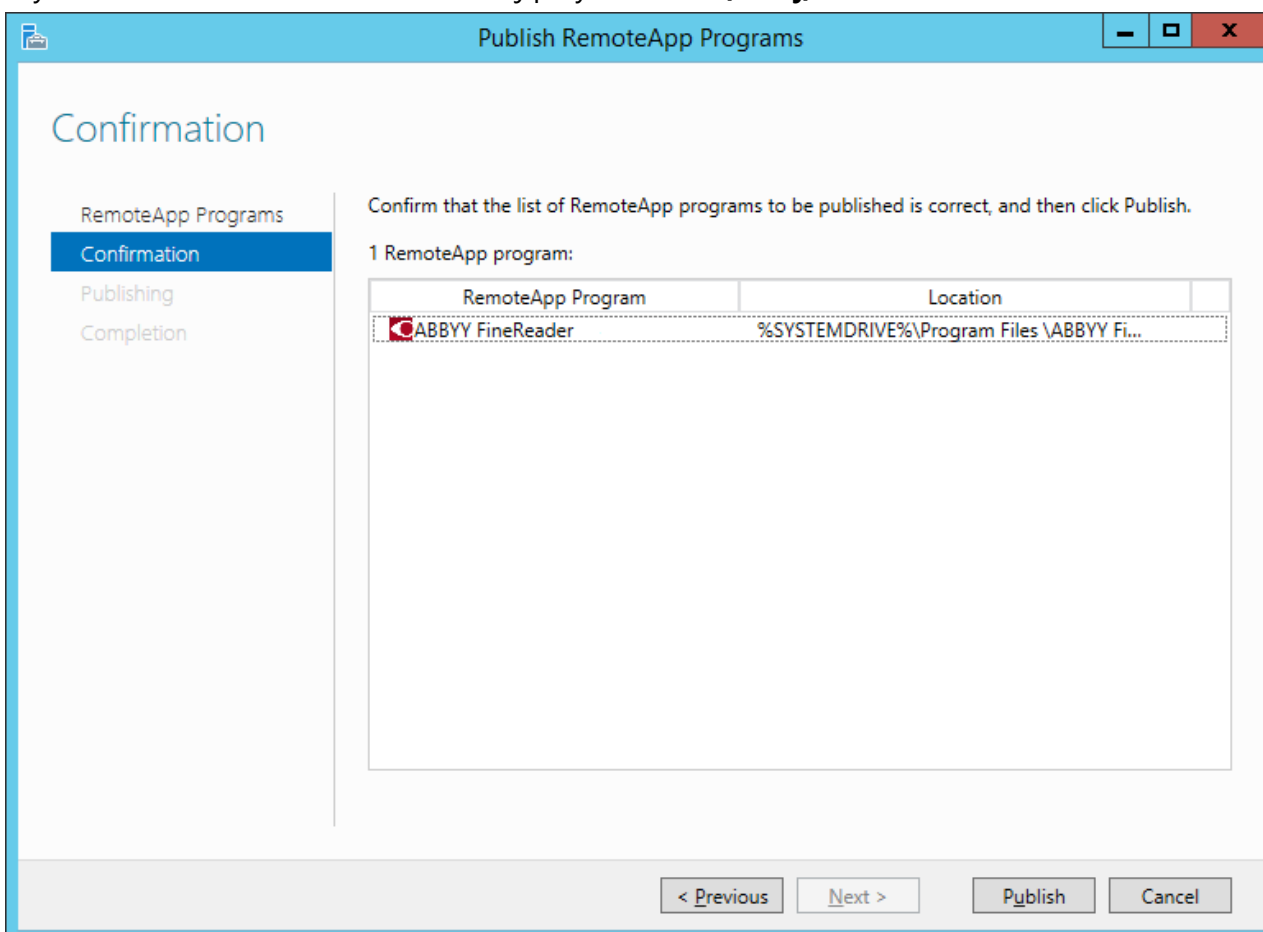 Publish RemoteApp Programs
Confirmation
RemoteApp Programs
Confirmation
Publishing
Completion
Confirm that the list of RemoteApp programs to be published is correct, and then click Publish.
1 RemoteApp program:
RemoteApp Program Location
ABBYY FineReader %SYSTEMDRIVE%\Program Files \ABBYY Fi...
< Previous Next > Publish Cancel